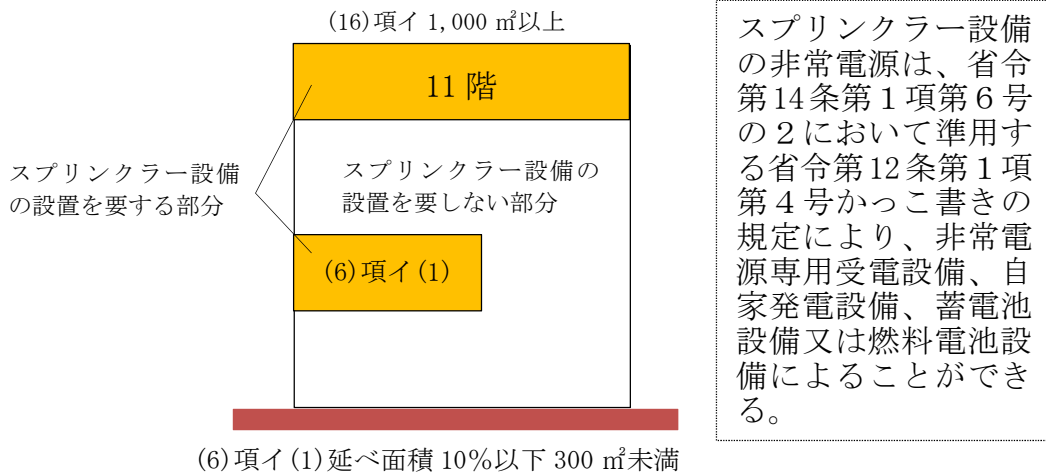 (16)項イ 1,000 ㎡以上
11 階
スプリンクラー設備
の設置を要する部分
スプリンクラー設備の
設置を要しない部分
(6)項イ(1)
(6)項イ(1)延べ面積 10%以下 300 ㎡未満
スプリンクラー設備
の非常電源は、省令
第14条第1項第6号
の2において準用す
る省令第12条第1項
第4号かっこ書きの
規定により、非常電
源専用受電設備、自
家発電設備、蓄電池
設備又は燃料電池設
備によることができ
る。